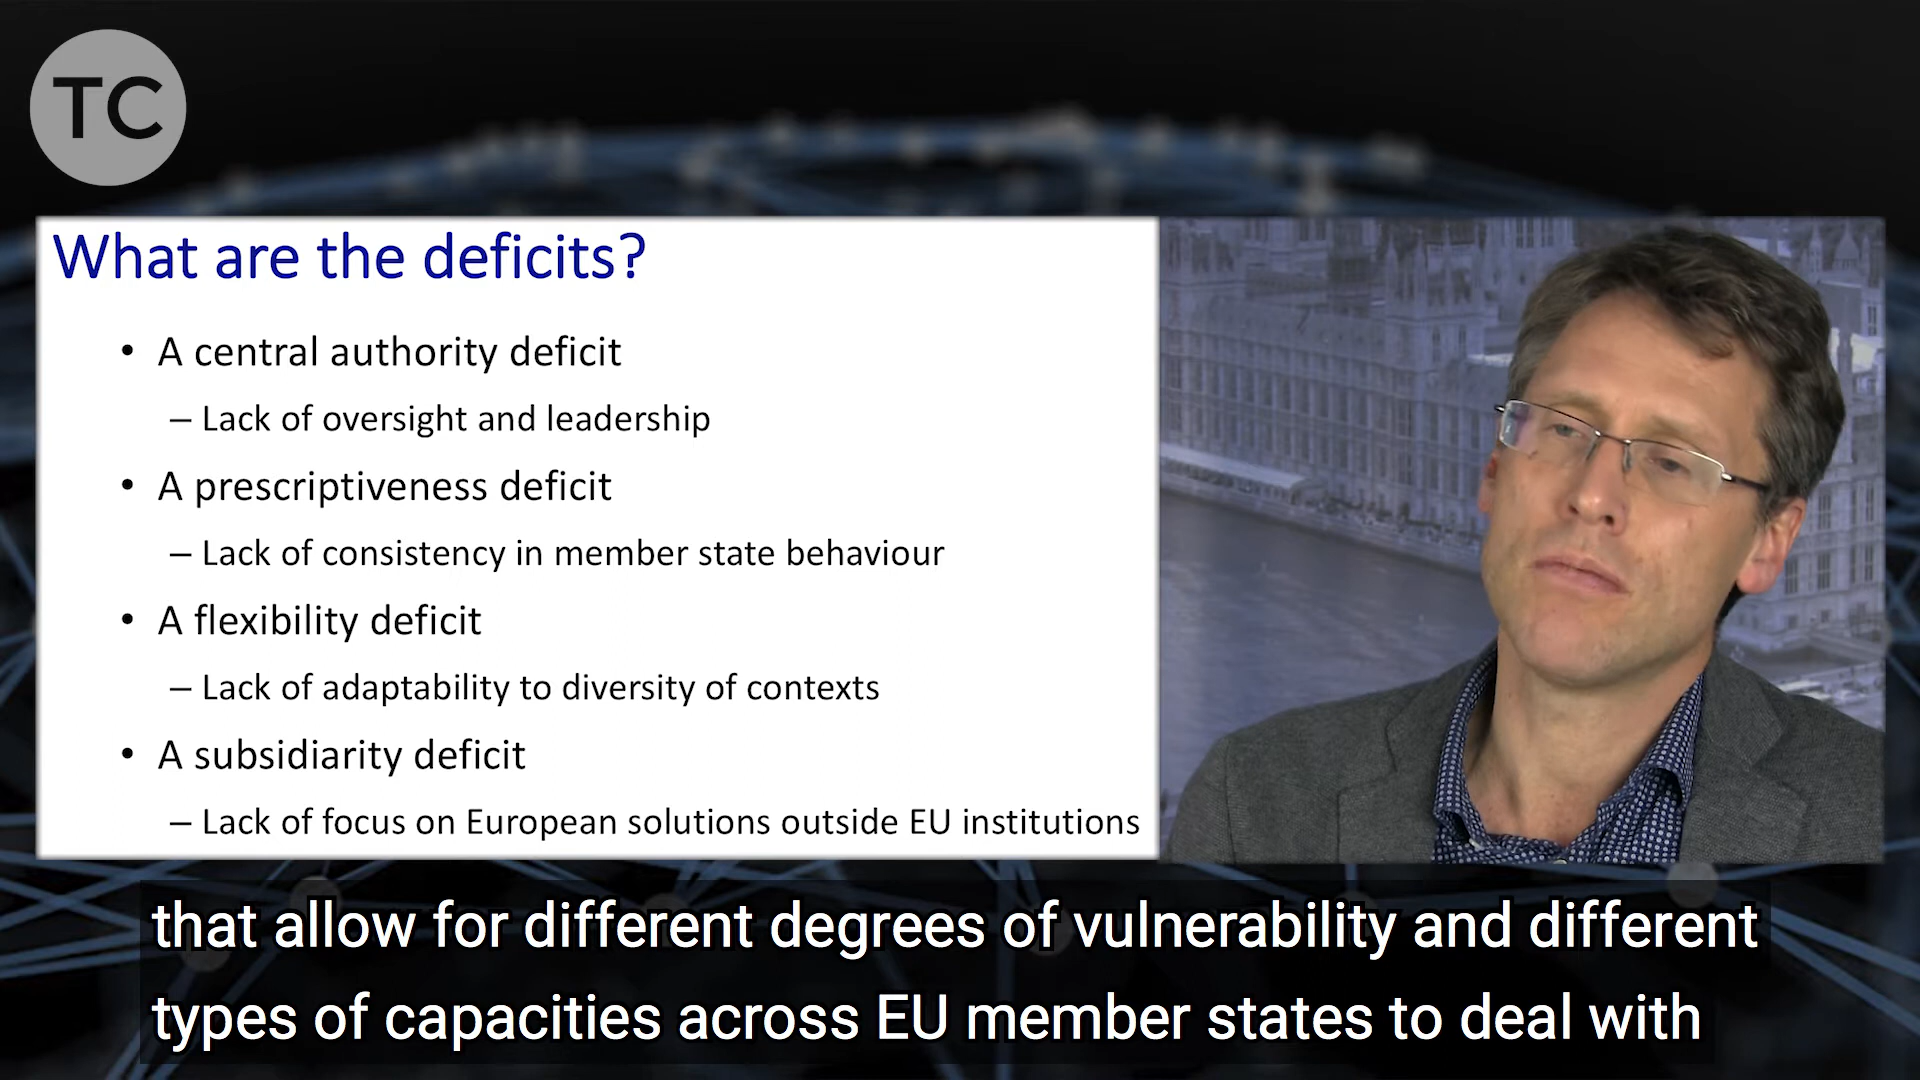 TC
What are the deficits?
• A central authority deficit
– Lack of oversight and leadership
• A prescriptiveness deficit
– Lack of consistency in member state behaviour
• A flexibility deficit
– Lack of adaptability to diversity of contexts
• A subsidiarity deficit
– Lack of focus on European solutions outside EU institutions
that allow for different degrees of vulnerability and different
types of capacities across EU member states to deal with